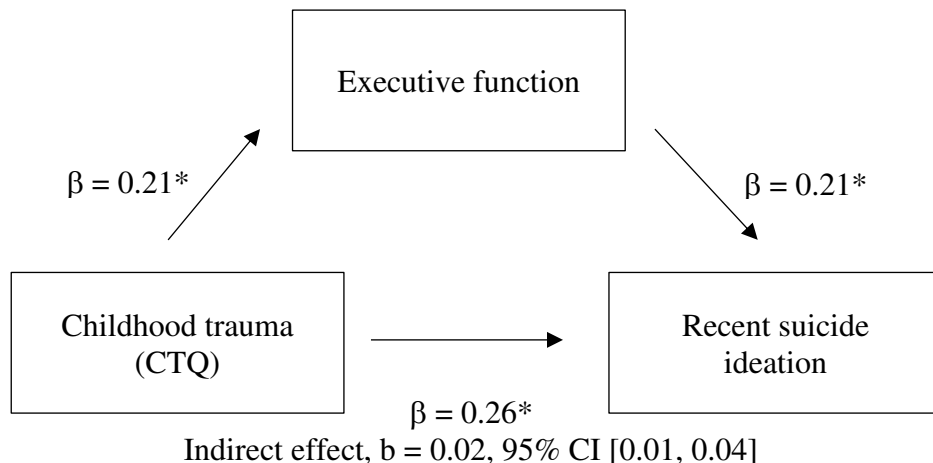 Executive function
β = 0.21*
β = 0.21*
Childhood trauma
(CTQ)
Recent suicide
ideation
β = 0.26*
Indirect effect, b = 0.02, 95% CI [0.01, 0.04]